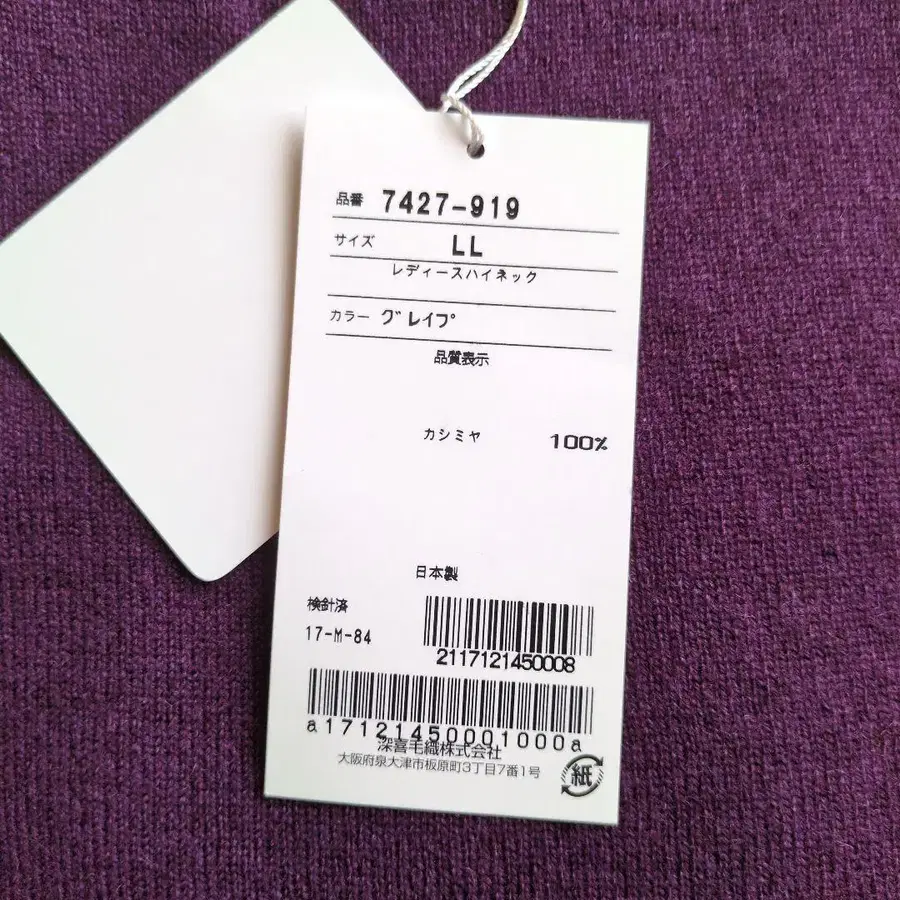 品番 7427-919
サイズ LL
レディースハイネック
カラー グレイプ
品質表示
カシミヤ 100%
日本製
検針済
17-M-84
2117121450008
a17121450001000a
深喜毛織株式会社
大阪府泉大津市板原町3丁目7番1号
紙